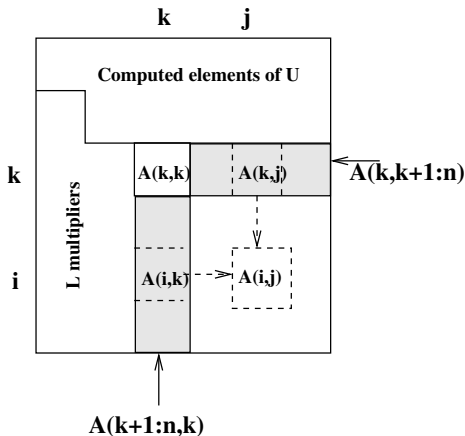 k j
Computed elements of U
k
A(k,k) A(k,j)
A(k,k+1:n)
L multipliers
i
A(i,k) A(i,j)
A(k+1:n,k)